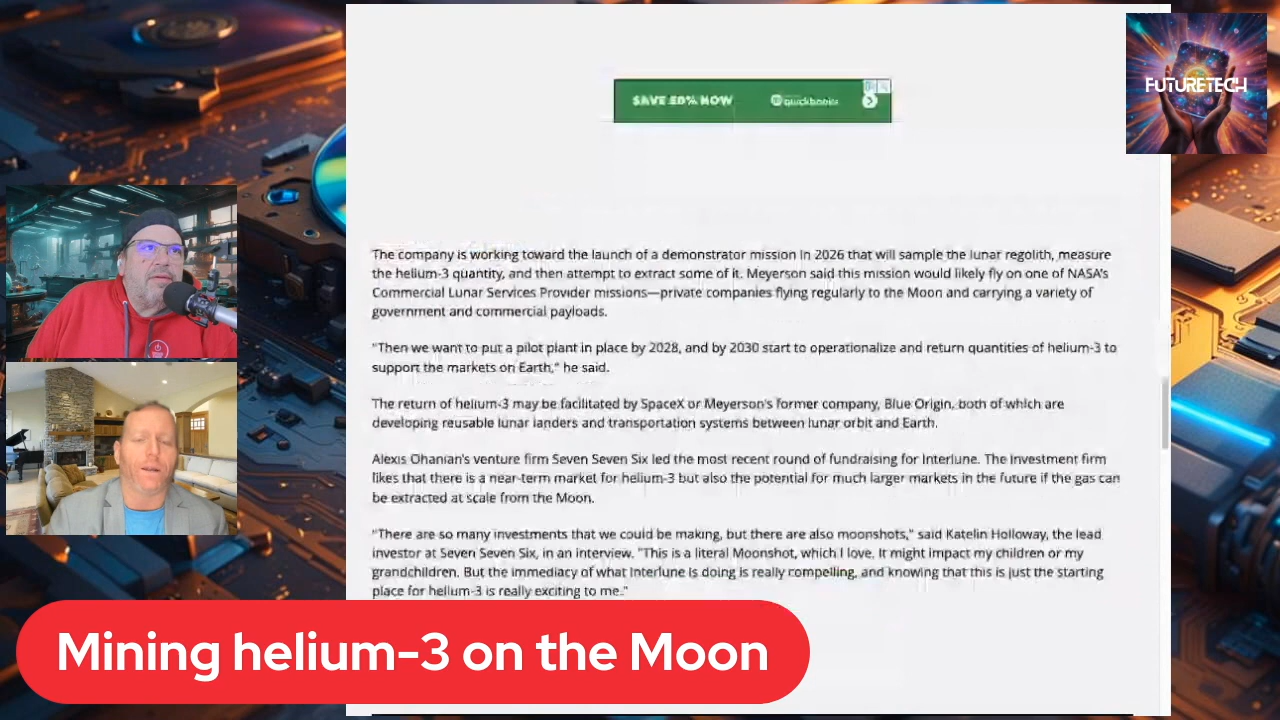 FUTURETECH
SAVE 50% NOW
quickbooks
The company is working toward the launch of a demonstrator mission in 2026 that will sample the lunar regolith, measure
the helium-3 quantity, and then attempt to extract some of it. Meyerson said this mission would likely fly on one of NASA's
Commercial Lunar Services Provider missions—private companies flying regularly to the Moon and carrying a variety of
government and commercial payloads.
"Then we want to put a pilot plant in place by 2028, and by 2030 start to operationalize and return quantities of helium-3 to
support the markets on Earth," he said.
The return of helium-3 may be facilitated by SpaceX or Meyerson's former company, Blue Origin, both of which are
developing reusable lunar landers and transportation systems between lunar orbit and Earth.
Alexis Ohanian's venture firm Seven Seven Six led the most recent round of fundraising for Interlune. The investment firm
likes that there is a near-term market for helium-3 but also the potential for much larger markets in the future if the gas can
be extracted at scale from the Moon.
"There are so many investments that we could be making, but there are also moonshots," said Katelin Holloway, the lead
investor at Seven Seven Six, in an interview. "This is a literal Moonshot, which I love. It might impact my children or my
grandchildren. But the immediacy of what Interlune is doing is really compelling, and knowing that this is just the starting
place for helium-3 is really exciting to me."
Mining helium-3 on the Moon